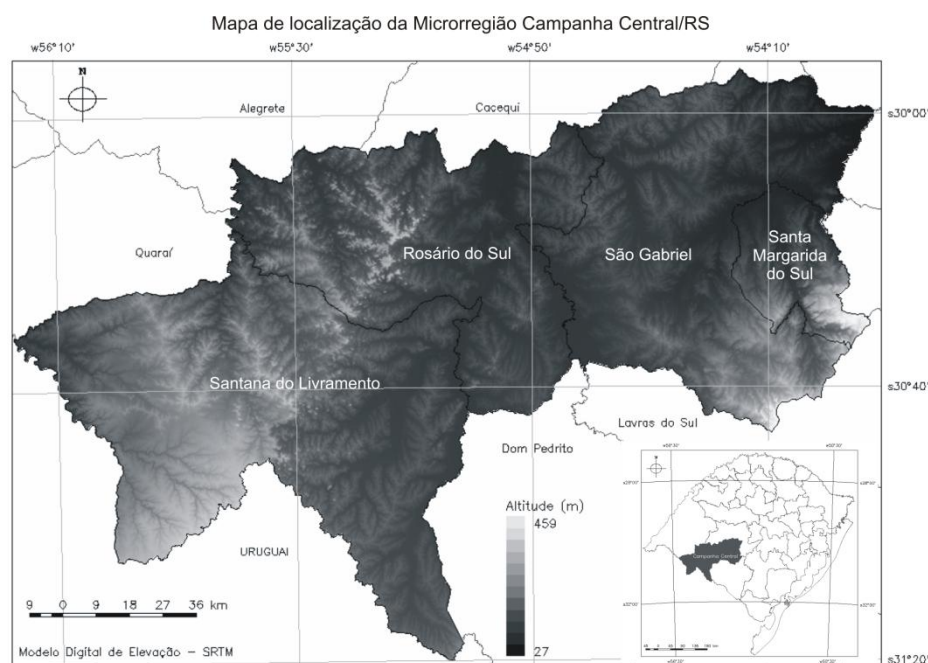 Mapa de localização da Microrregião Campanha Central/RS
w56°10' w55°30' w54°50' w54°10'
N
Alegrete
Cacequí
s30°00'
Quaraí
Rosário do Sul
São Gabriel
Santa
Margarida
do Sul
Santana do Livramento
s30°40'
Lavras do Sul
Dom Pedrito
Altitude (m)
459
27
URUGUAI
9 0 9 18 27 36 km
Modelo Digital de Elevação - SRTM
s31°20'
N
Campanha Central